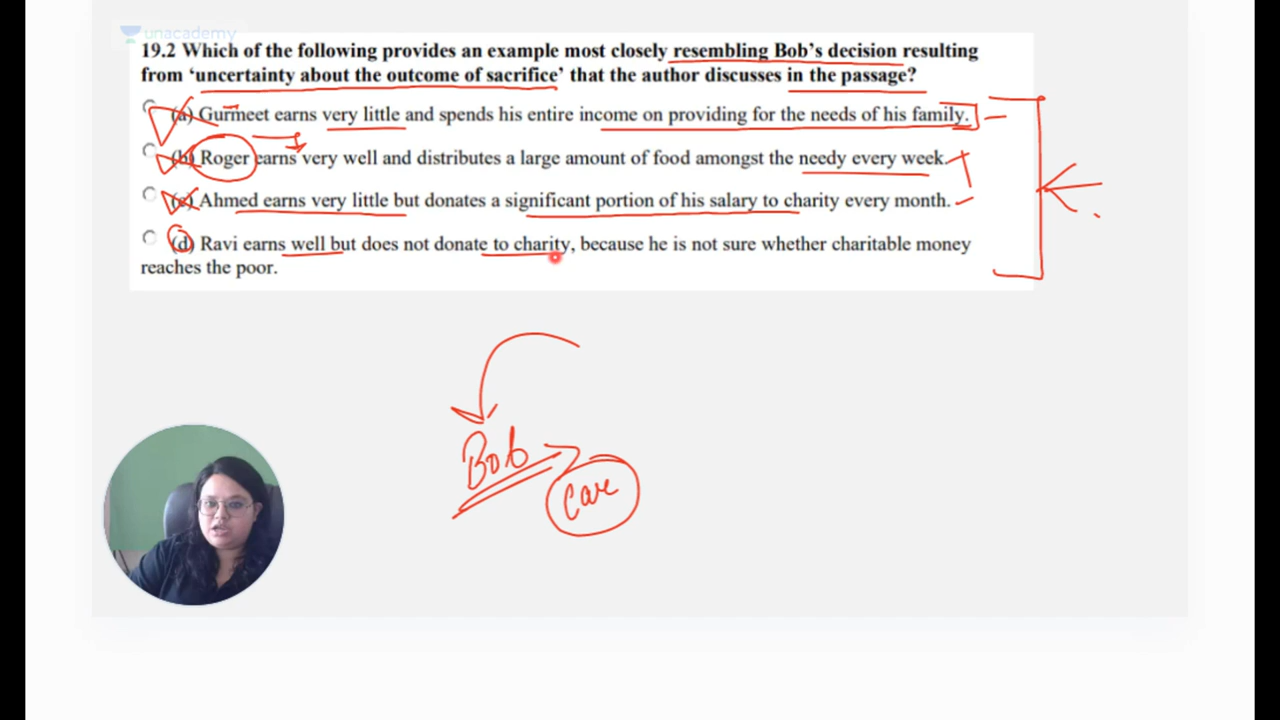 unacademy
19.2 Which of the following provides an example most closely resembling Bob's decision resulting
from 'uncertainty about the outcome of sacrifice' that the author discusses in the passage?
(a) Gurmeet earns very little and spends his entire income on providing for the needs of his family.
(b) Roger earns very well and distributes a large amount of food amongst the needy every week.
(c) Ahmed earns very little but donates a significant portion of his salary to charity every month.
(d) Ravi earns well but does not donate to charity, because he is not sure whether charitable money
reaches the poor.
Bob
Care